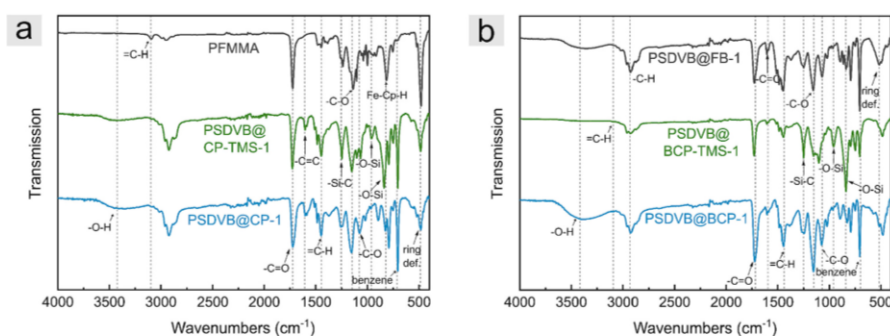 a
Transmission
=C-H
PFMMA
-C-O
Fe-Cp-H
PSDVB@
CP-TMS-1
-C=C
-Si-C
-O-Si
-O-Si
-O-H
PSDVB@CP-1
-C=O
=C-H
-C-O
benzene
ring
def.
4000 3500 3000 2500 2000 1500 1000 500
Wavenumbers (cm⁻¹)
b
Transmission
PSDVB@FB-1
-C-H
-C=C
-C-O
ring
def.
=C-H
PSDVB@
BCP-TMS-1
-Si-C
-O-Si
-O-Si
-O-H
PSDVB@BCP-1
-C=O
=C-H
-C-O
benzene
4000 3500 3000 2500 2000 1500 1000 500
Wavenumbers (cm⁻¹)